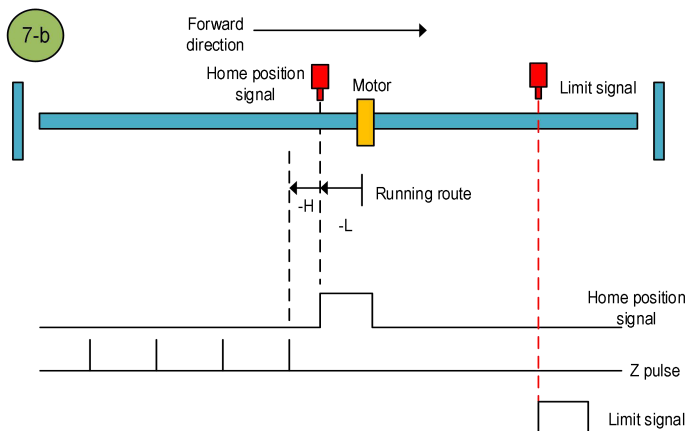 7-b
Forward
direction
Home position
signal
Motor
Limit signal
-H
-L
Running route
Home position
signal
Z pulse
Limit signal